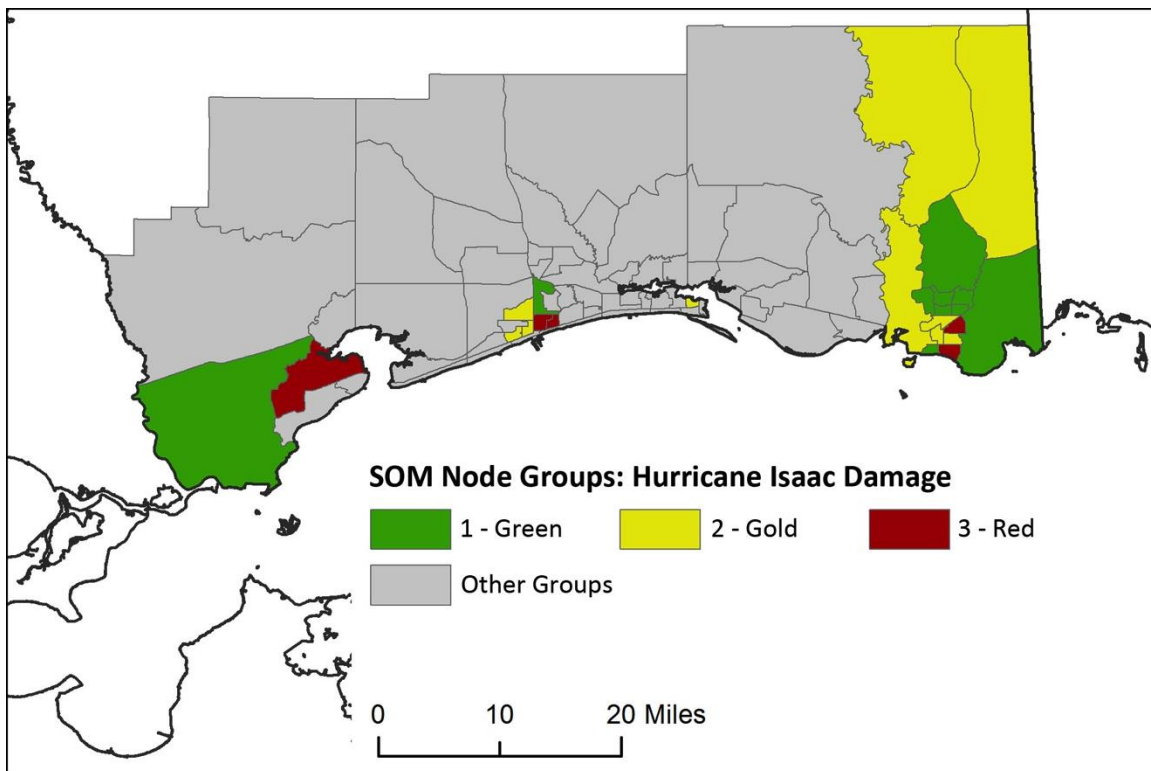 SOM Node Groups: Hurricane Isaac Damage
1 - Green 2 - Gold 3 - Red
Other Groups
0 10 20 Miles